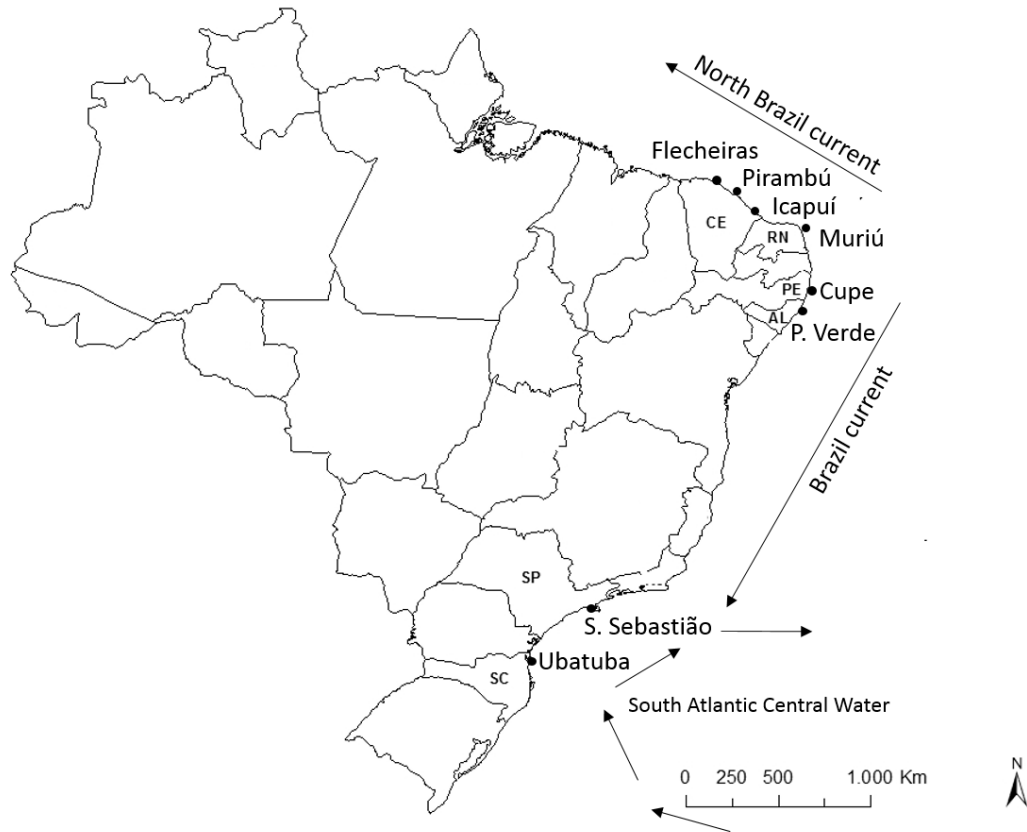 North Brazil current
Flecheiras
Pirambú
Icapuí
CE
RN
Muriú
PE
Cupe
AL
P. Verde
Brazil current
SP
S. Sebastião
Ubatuba
SC
South Atlantic Central Water
N
0 250 500 1.000 Km